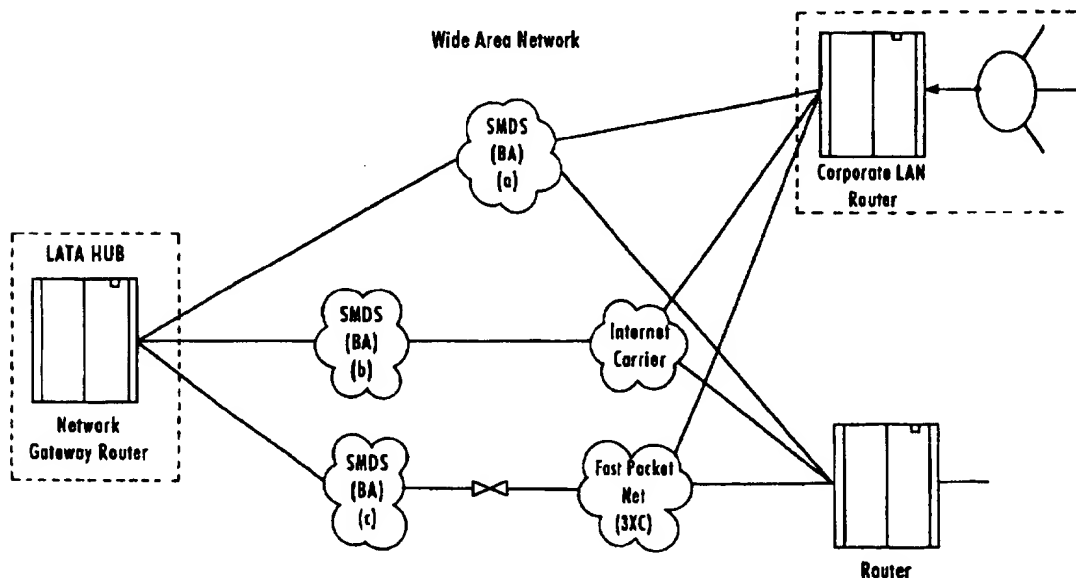 Wide Area Network
SMDS
(BA)
(a)
Corporate LAN
Router
LATA HUB
Network
Gateway Router
SMDS
(BA)
(b)
Internet
Carrier
SMDS
(BA)
(c)
Fast Packet
Net
(3XC)
Router